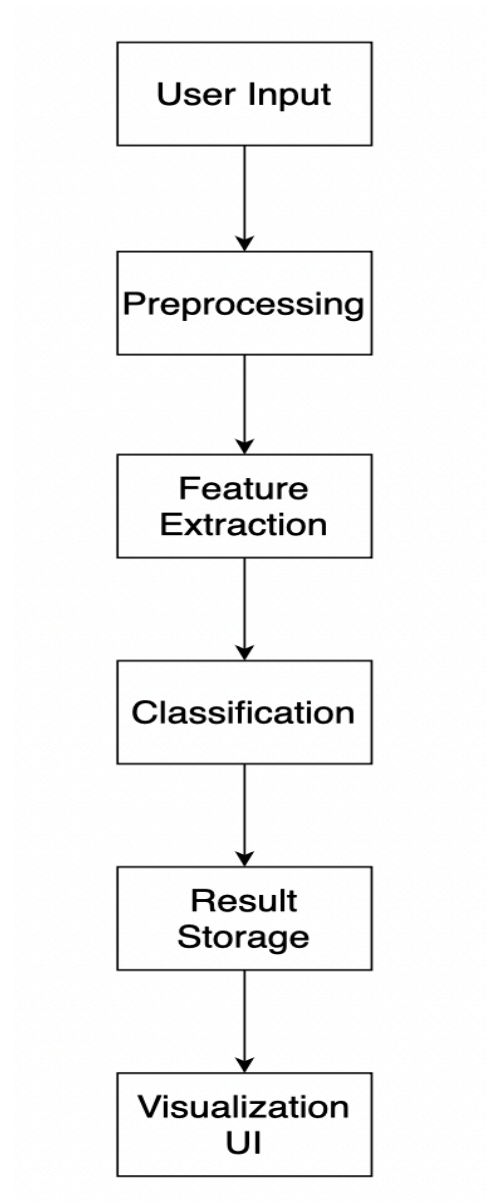 User Input
Preprocessing
Feature
Extraction
Classification
Result
Storage
Visualization
UI